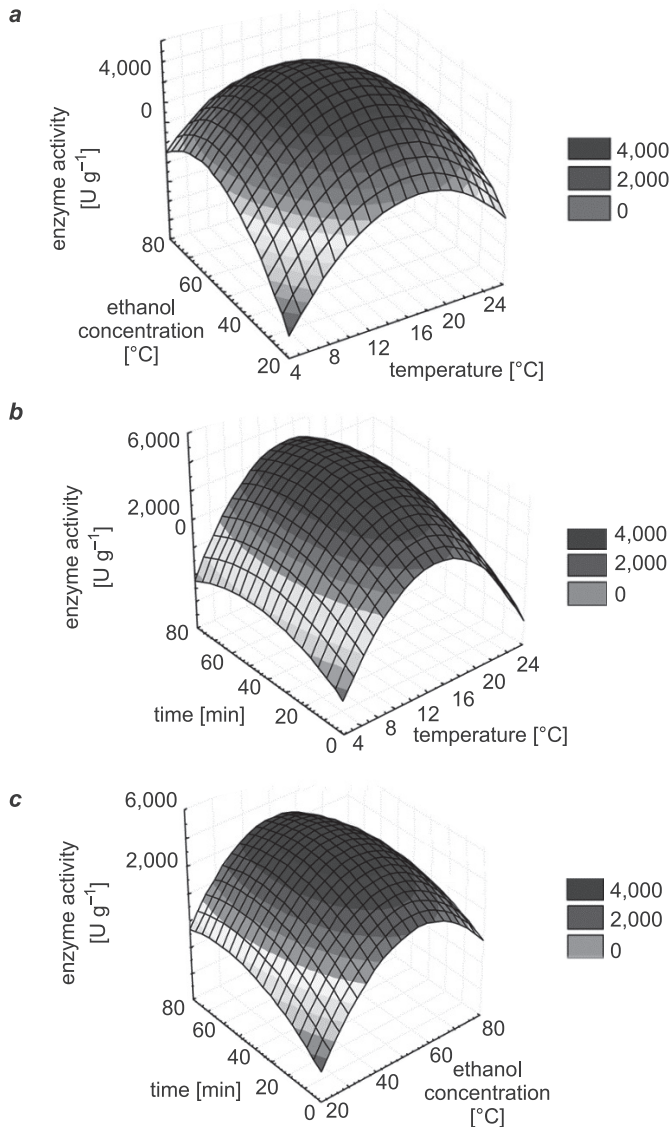 a
4,000
0
enzyme activity
[U g–1]
80
60
40
20
ethanol
concentration
[°C]
4
8
12
16
20
24
temperature [°C]
4,000
2,000
0
b
6,000
2,000
0
enzyme activity
[U g–1]
80
60
40
20
0
time [min]
4
8
12
16
20
24
temperature [°C]
4,000
2,000
0
c
6,000
2,000
enzyme activity
[U g–1]
80
60
40
20
0
time [min]
20
40
60
80
ethanol
concentration
[°C]
4,000
2,000
0